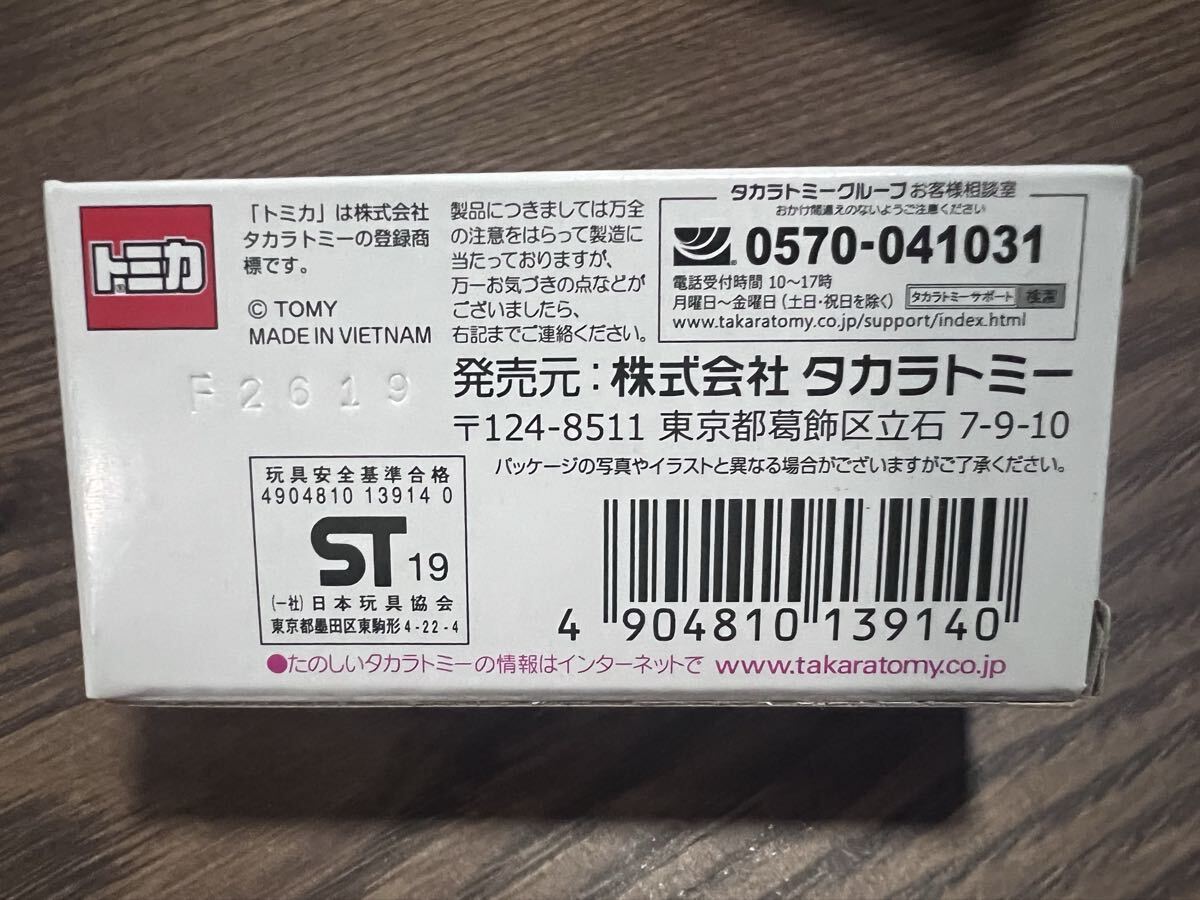 トミカ
「トミカ」は株式会社
タカラトミーの登録商
標です。
© TOMY
MADE IN VIETNAM
製品につきましては万全
の注意をはらって製造に
当たっておりますが、
万一お気づきの点などが
ございましたら、
右記までご連絡ください。
タカラトミーグループ お客様相談室
おかけ間違えのないようご注意ください
0570-041031
電話受付時間 10〜17時
月曜日〜金曜日(土日・祝日を除く) タカラトミーサポート 検索
www.takaratomy.co.jp/support/index.html
F2619
発売元:株式会社 タカラトミー
〒124-8511 東京都葛飾区立石 7-9-10
パッケージの写真やイラストと異なる場合がございますがご了承ください。
玩具安全基準合格
4904810 13914 0
ST 19
(一社)日本玩具協会
東京都墨田区東駒形4-22-4
4 904810 139140
●たのしいタカラトミーの情報はインターネットで www.takaratomy.co.jp